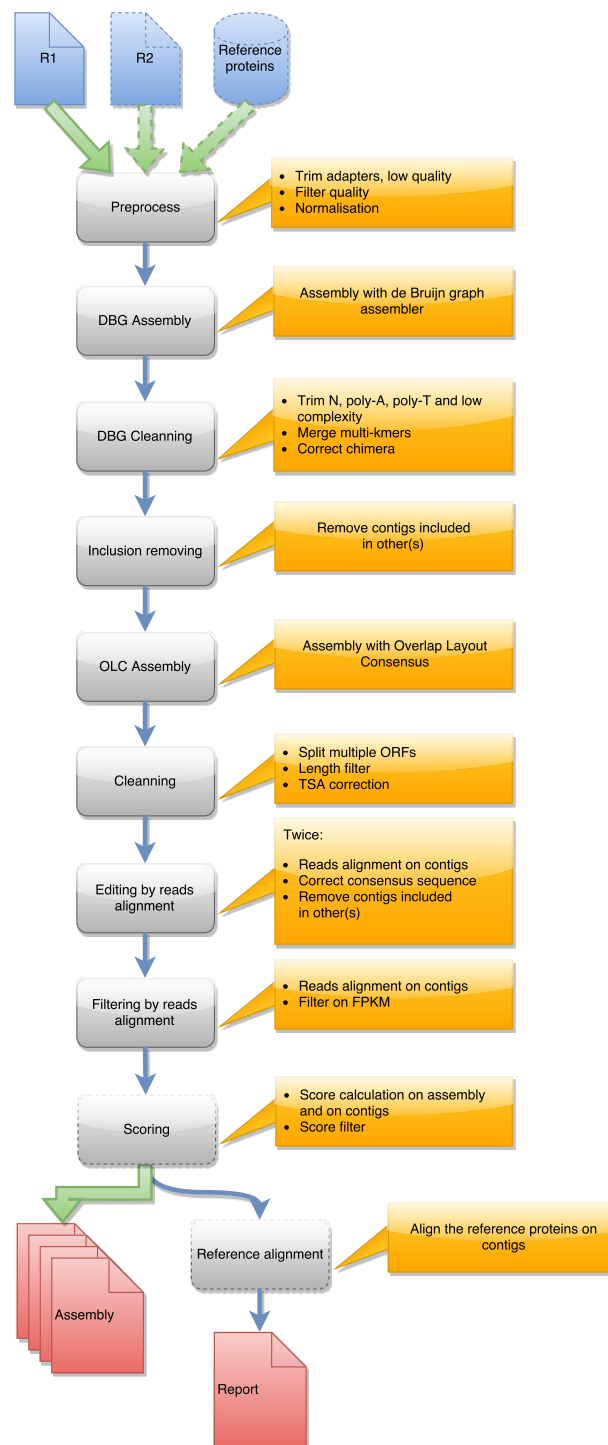 R1
R2
Reference
proteins
Preprocess
• Trim adapters, low quality
• Filter quality
• Normalisation
DBG Assembly
Assembly with de Bruijn graph
assembler
DBG Cleanning
• Trim N, poly-A, poly-T and low
complexity
• Merge multi-kmers
• Correct chimera
Inclusion removing
Remove contigs included
in other(s)
OLC Assembly
Assembly with Overlap Layout
Consensus
Cleanning
• Split multiple ORFs
• Length filter
• TSA correction
Editing by reads
alignment
Twice:
• Reads alignment on contigs
• Correct consensus sequence
• Remove contigs included
in other(s)
Filtering by reads
alignment
• Reads alignment on contigs
• Filter on FPKM
Scoring
• Score calculation on assembly
and on contigs
• Score filter
Reference alignment
Align the reference proteins on
contigs
Assembly
Report